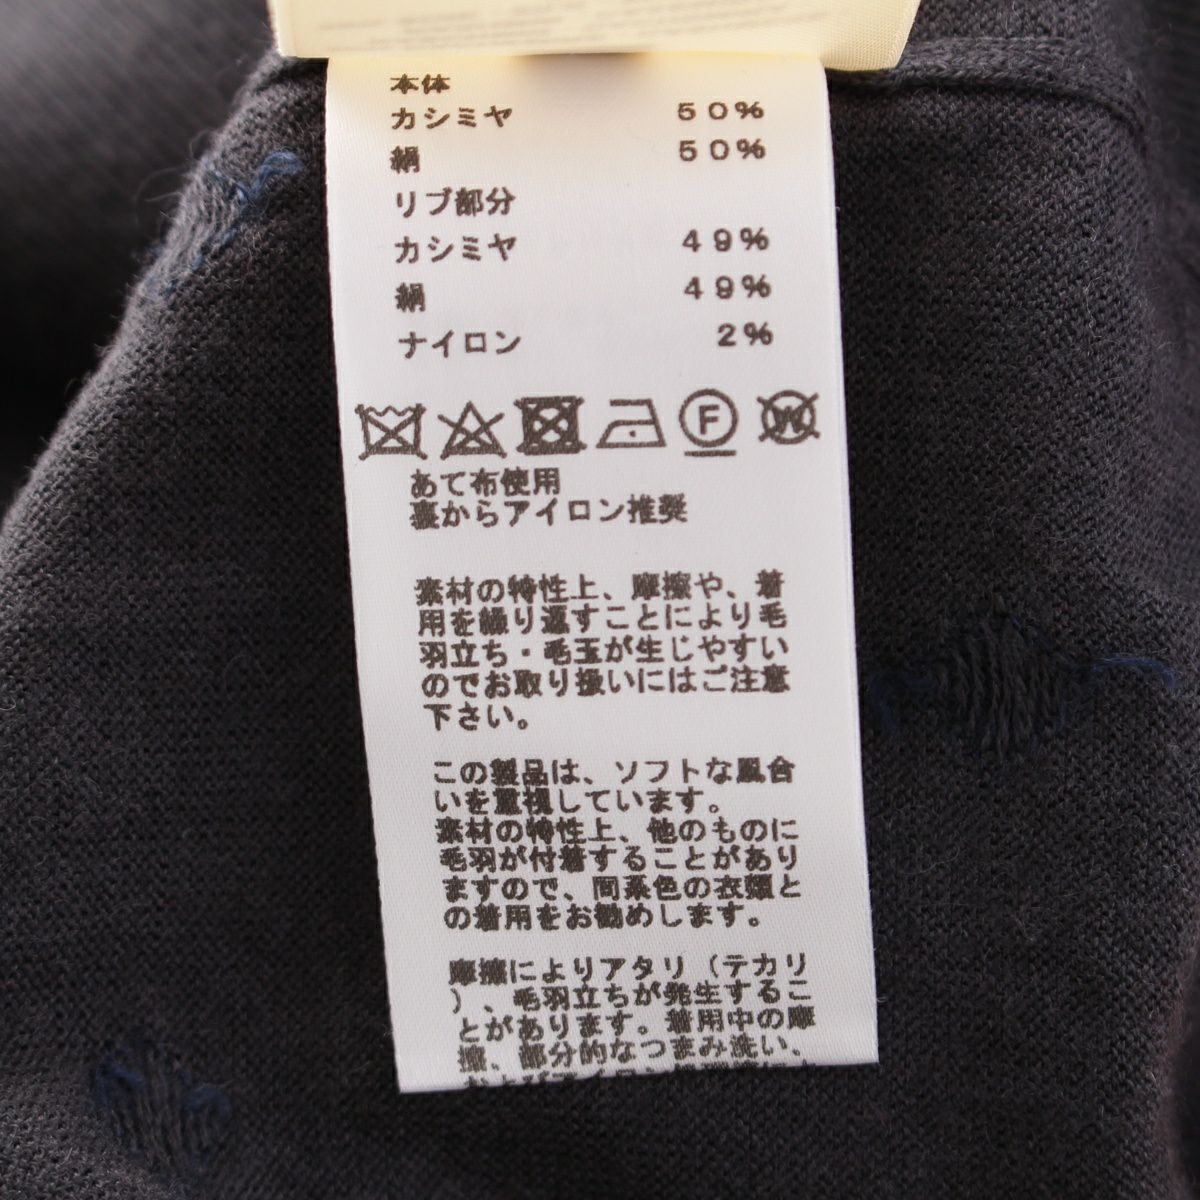 本体
カシミヤ 50%
絹 50%
リブ部分
カシミヤ 49%
絹 49%
ナイロン 2%
F W
あて布使用
裏からアイロン推奨
素材の特性上、摩擦や、着
用を繰り返すことにより毛
羽立ち・毛玉が生じやすい
のでお取り扱いにはご注意
下さい。
この製品は、ソフトな風合
いを重視しています。
素材の特性上、他のものに
毛羽が付着することがあり
ますので、同系色の衣類と
の着用をお勧めします。
摩擦によりアタリ（テカリ
）、毛羽立ちが発生するこ
とがあります。着用中の摩
擦、部分的なつまみ洗い、
およびアイロン